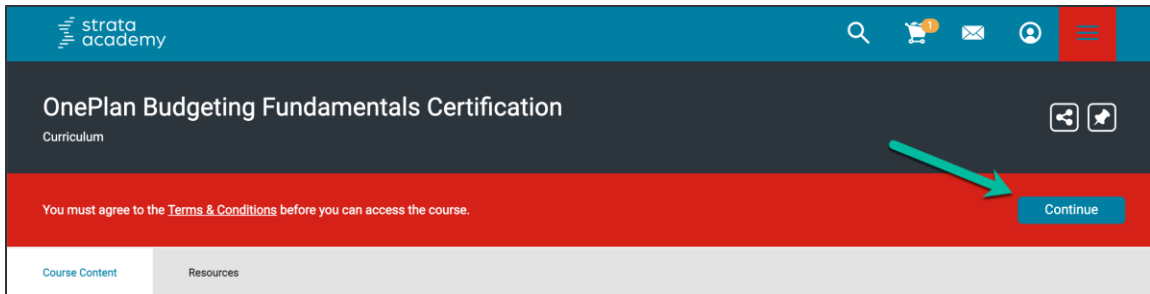 strata
academy
1
OnePlan Budgeting Fundamentals Certification
Curriculum
You must agree to the Terms & Conditions before you can access the course.
Continue
Course Content
Resources